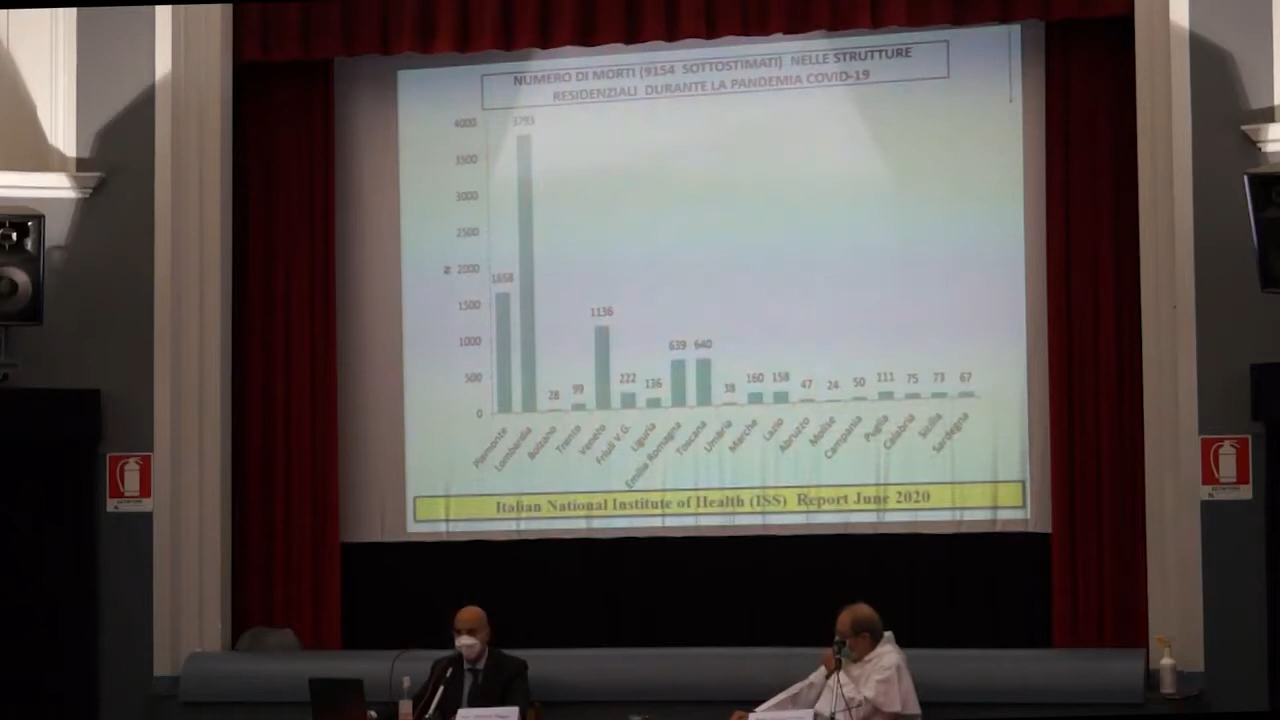 NUMERO DI MORTI (9154 SOTTOSTIMATI) NELLE STRUTTURE
RESIDENZIALI DURANTE LA PANDEMIA COVID-19
4000
3500
3000
2500
2000
1500
1000
500
0
N
1658
3793
28
99
1136
222
136
639
640
38
160
158
47
24
50
111
75
73
67
Piemonte
Lombardia
Bolzano
Trento
Veneto
Friuli V.G.
Liguria
Emilia Romagna
Toscana
Umbria
Marche
Lazio
Abruzzo
Molise
Campania
Puglia
Calabria
Sicilia
Sardegna
Italian National Institute of Health (ISS) Report June 2020
ESTINTORE
ESTINTORE